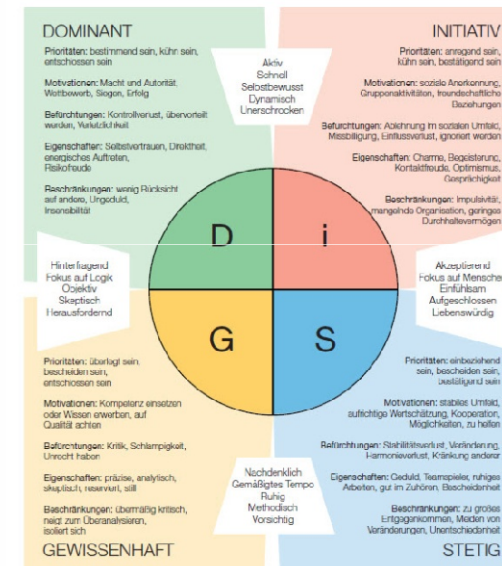 DOMINANT
Prioritäten: bestimmend sein, kühn sein,
entschossen sein
Motivationen: Macht und Autorität,
Wettbewerb, Siegen, Erfolg
Befürchtungen: Kontrollverlust, übervorteilt
werden, Verletzlichkeit
Eigenschaften: Selbstvertrauen, Direktheit,
energisches Auftreten,
Risikofreude
Beschränkungen: wenig Rücksicht
auf andere, Ungeduld,
Insensibilität
Aktiv
Schnell
Selbstbewusst
Dynamisch
Unerschrocken
INITIATIV
Prioritäten: anregend sein,
kühn sein, bestätigend sein
Motivationen: soziale Anerkennung,
Gruppenaktivitäten, freundschaftliche
Beziehungen
Befürchtungen: Ablehnung im sozialen Umfeld,
Missbilligung, Einflussverlust, ignoriert werden
Eigenschaften: Charme, Begeisterung,
Kontaktfreude, Optimismus,
Gesprächigkeit
Beschränkungen: Impulsivität,
mangelnde Organisation, geringes
Durchhaltevermögen
D
i
G
S
Hinterfragend
Fokus auf Logik
Objektiv
Skeptisch
Herausfordernd
Akzeptierend
Fokus auf Mensche
Einfühlsam
Aufgeschlossen
Liebenswürdig
Prioritäten: überlegt sein,
bescheiden sein,
entschossen sein
Motivationen: Kompetenz einsetzen
oder Wissen erwerben, auf
Qualität achten
Befürchtungen: Kritik, Schlampigkeit,
Unrecht haben
Eigenschaften: präzise, analytisch,
skeptisch, reserviert, still
Beschränkungen: übermäßig kritisch,
neigt zum Überanalysieren,
isoliert sich
GEWISSENHAFT
Nachdenklich
Gemäßigtes Tempo
Ruhig
Methodisch
Vorsichtig
Prioritäten: einbeziehend
sein, bescheiden sein,
bestätigend sein
Motivationen: stabiles Umfeld,
aufrichtige Wertschätzung, Kooperation,
Möglichkeiten, zu helfen
Befürchtungen: Stabilitätsverlust, Veränderung,
Harmonieverlust, Kränkung anderer
Eigenschaften: Geduld, Teamspieler, ruhiges
Arbeiten, gut im Zuhören, Bescheidenheit
Beschränkungen: zu großes
Entgegenkommen, Meiden von
Veränderungen, Unentschiedenheit
STETIG